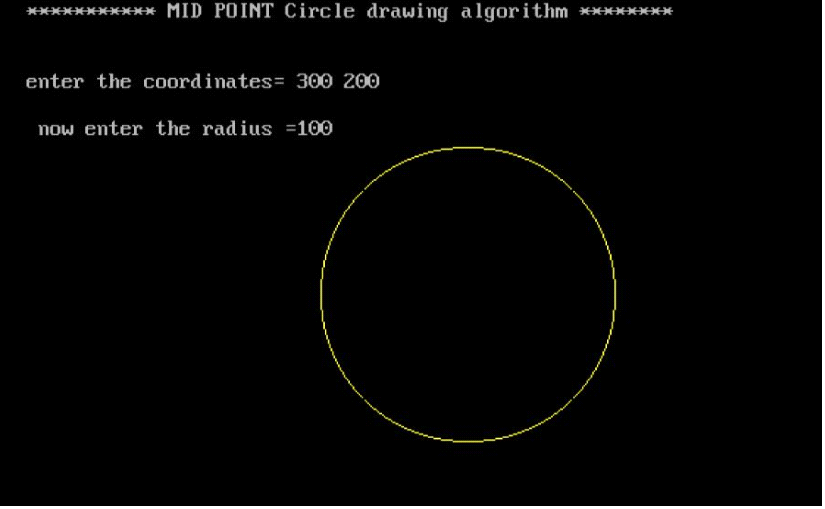 *********** MID POINT Circle drawing algorithm ********
enter the coordinates= 300 200
now enter the radius =100